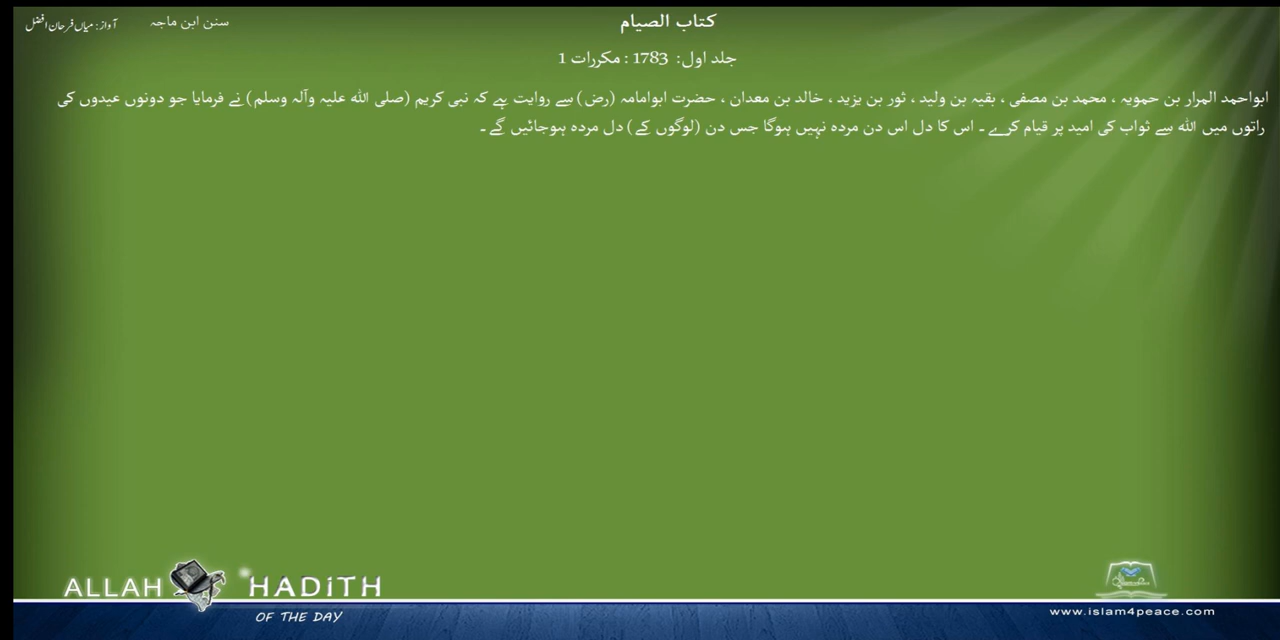 کتاب الصیام
سنن ابن ماجہ
آواز: میاں فرحان افضل
جلد اول: 1783 : مکررات 1
ابواحمد المرار بن حمویہ ، محمد بن مصفی ، بقیہ بن ولید ، ثور بن یزید ، خالد بن معدان ، حضرت ابوامامہ (رض) سے روایت ہے کہ نبی کریم (صلی اللہ علیہ وآلہ وسلم) نے فرمایا جو دونوں عیدوں کی
راتوں میں اللہ سے ثواب کی امید پر قیام کرے ۔ اس کا دل اس دن مردہ نہیں ہوگا جس دن (لوگوں کے) دل مردہ ہوجائیں گے ۔
ALLAH HADITH
OF THE DAY
www.islam4peace.com